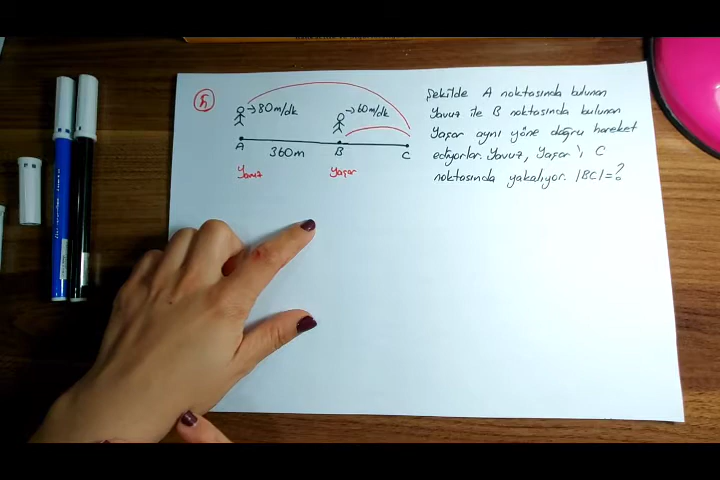 5
→80m/dk
→60m/dk
A
360m
B
C
Yavuz
Yaşar
Şekilde A noktasında bulunan
Yavuz ile B noktasında bulunan
Yaşar aynı yöne doğru hareket
ediyorlar. Yavuz, Yaşar'ı C
noktasında yakalıyor. |BC|=?